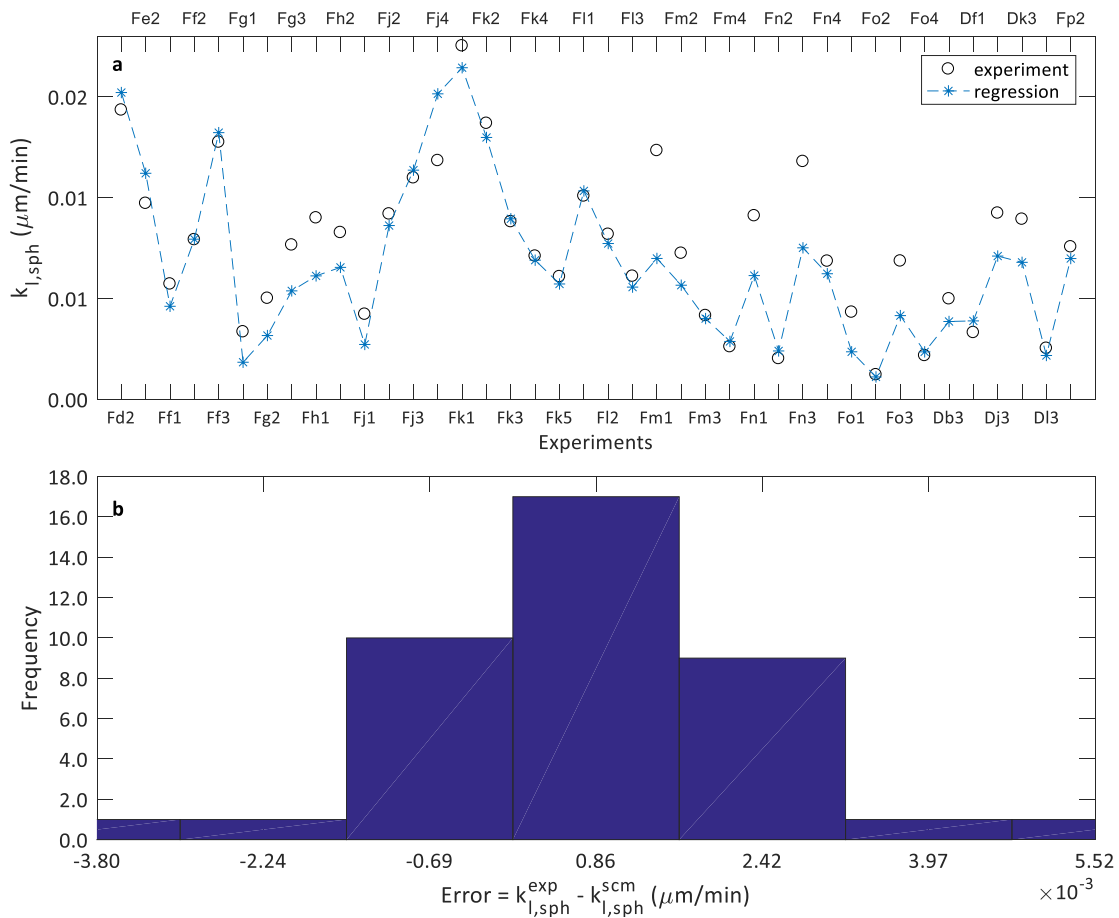 Fe2 Ff2 Fg1 Fg3 Fh2 Fj2 Fj4 Fk2 Fk4 Fl1 Fl3 Fm2 Fm4 Fn2 Fn4 Fo2 Fo4 Df1 Dk3 Fp2
a
experiment
regression
0.02
0.01
0.01
0.00
k_l,sph (μm/min)
Fd2 Ff1 Ff3 Fg2 Fh1 Fj1 Fj3 Fk1 Fk3 Fk5 Fl2 Fm1 Fm3 Fn1 Fn3 Fo1 Fo3 Db3 Dj3 Dl3
Experiments
b
18.0
16.0
14.0
12.0
10.0
8.0
6.0
4.0
2.0
0.0
Frequency
-3.80 -2.24 -0.69 0.86 2.42 3.97 5.52
×10⁻³
Error = k_l,sph^exp - k_l,sph^scm (μm/min)